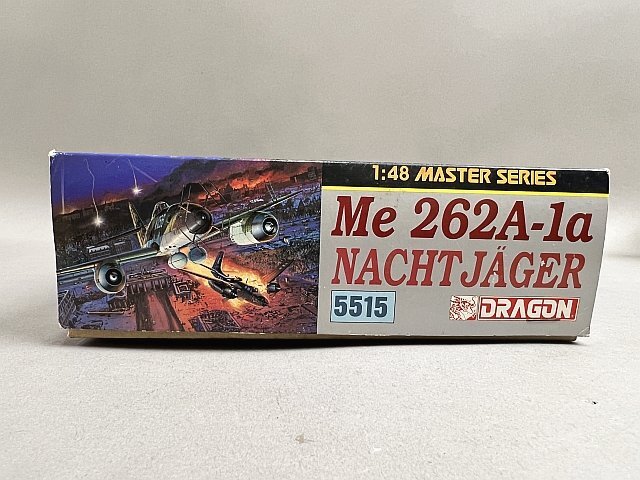 1:48 MASTER SERIES
Me 262A-1a
NACHTJÄGER
5515
DRAGON